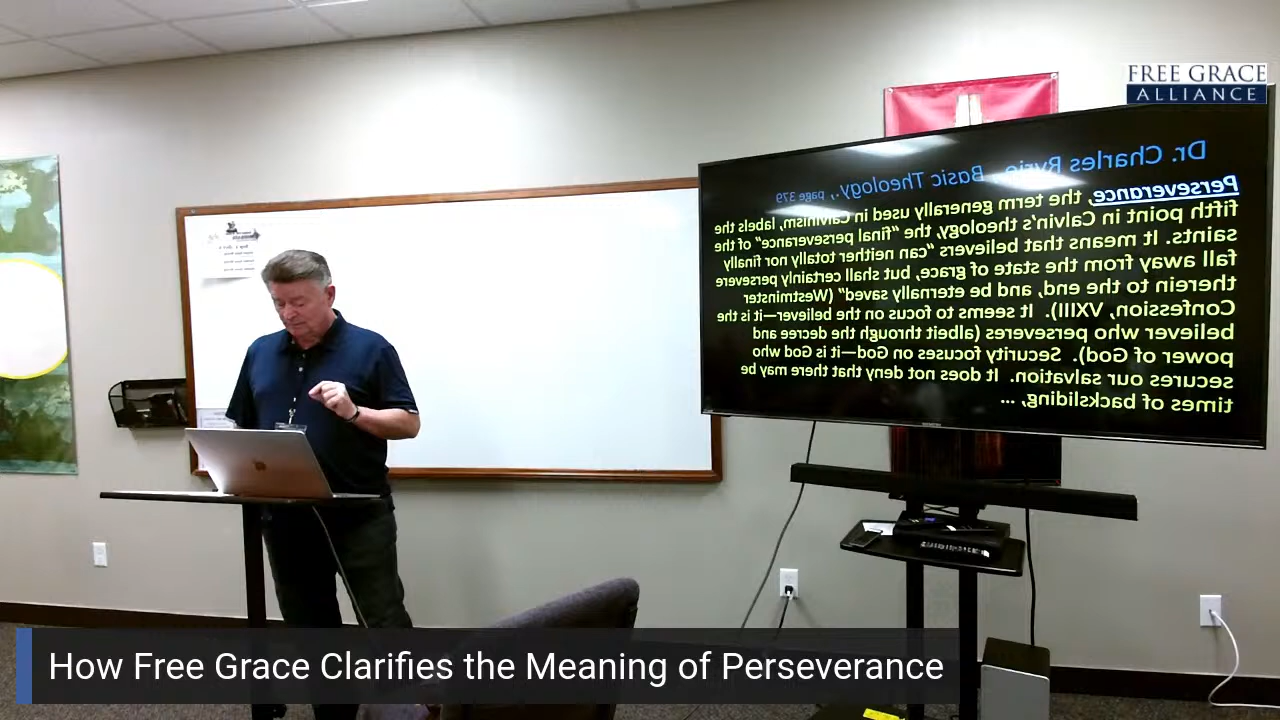 FREE GRACE
ALLIANCE
Dr. Charles Ryrie, Basic Theology., page 379
Perseverance, the term generally used in Calvinism, labels the
fifth point in Calvin's theology, the "final perseverance" of the
saints. It means that believers "can neither totally nor finally
fall away from the state of grace, but shall certainly persevere
therein to the end, and be eternally saved" (Westminster
Confession, VXIII). It seems to focus on the believer—it is the
believer who perseveres (albeit through the decree and
power of God). Security focuses on God—it is God who
secures our salvation. It does not deny that there may be
times of backsliding, ...
How Free Grace Clarifies the Meaning of Perseverance